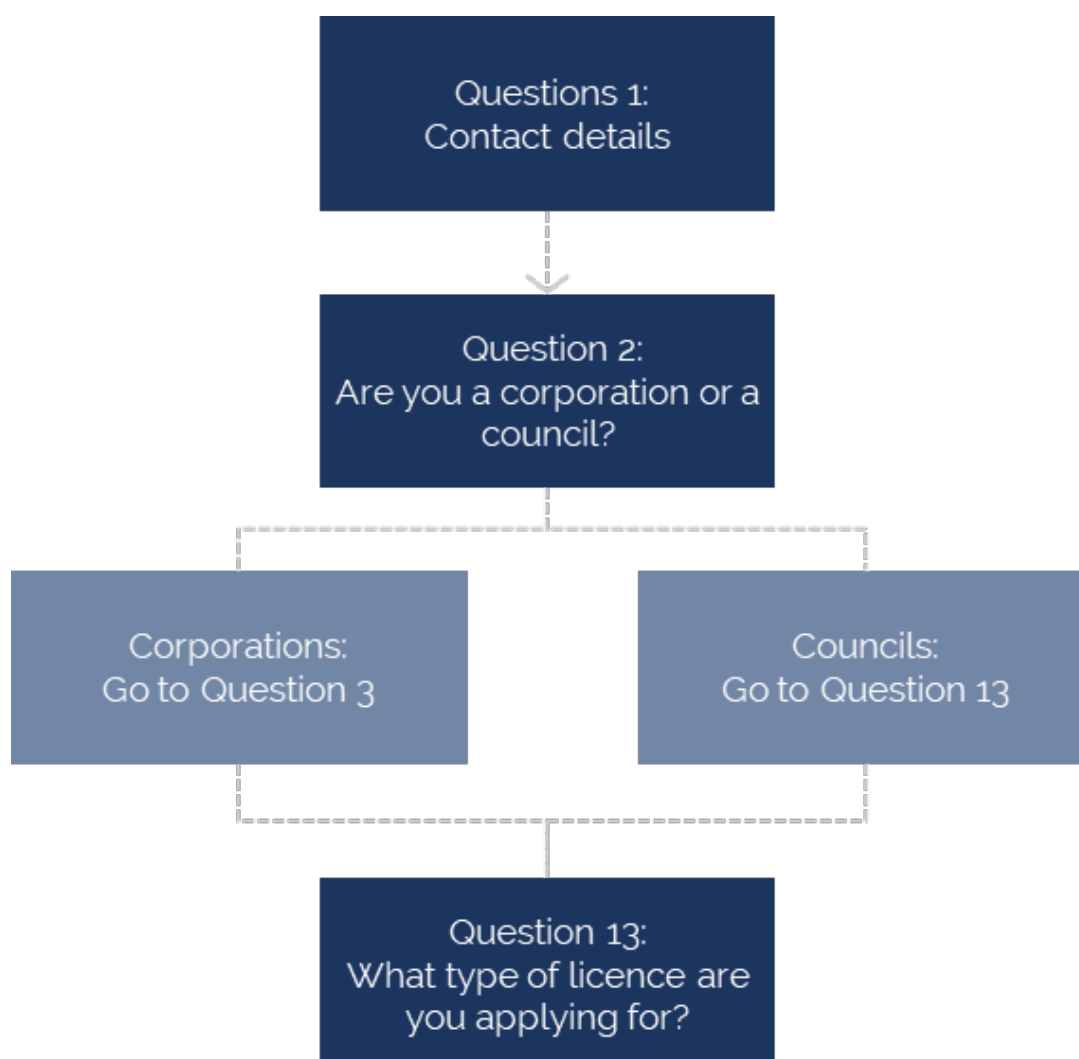 Questions 1:
Contact details
Question 2:
Are you a corporation or a
council?
Corporations:
Go to Question 3
Councils:
Go to Question 13
Question 13:
What type of licence are
you applying for?